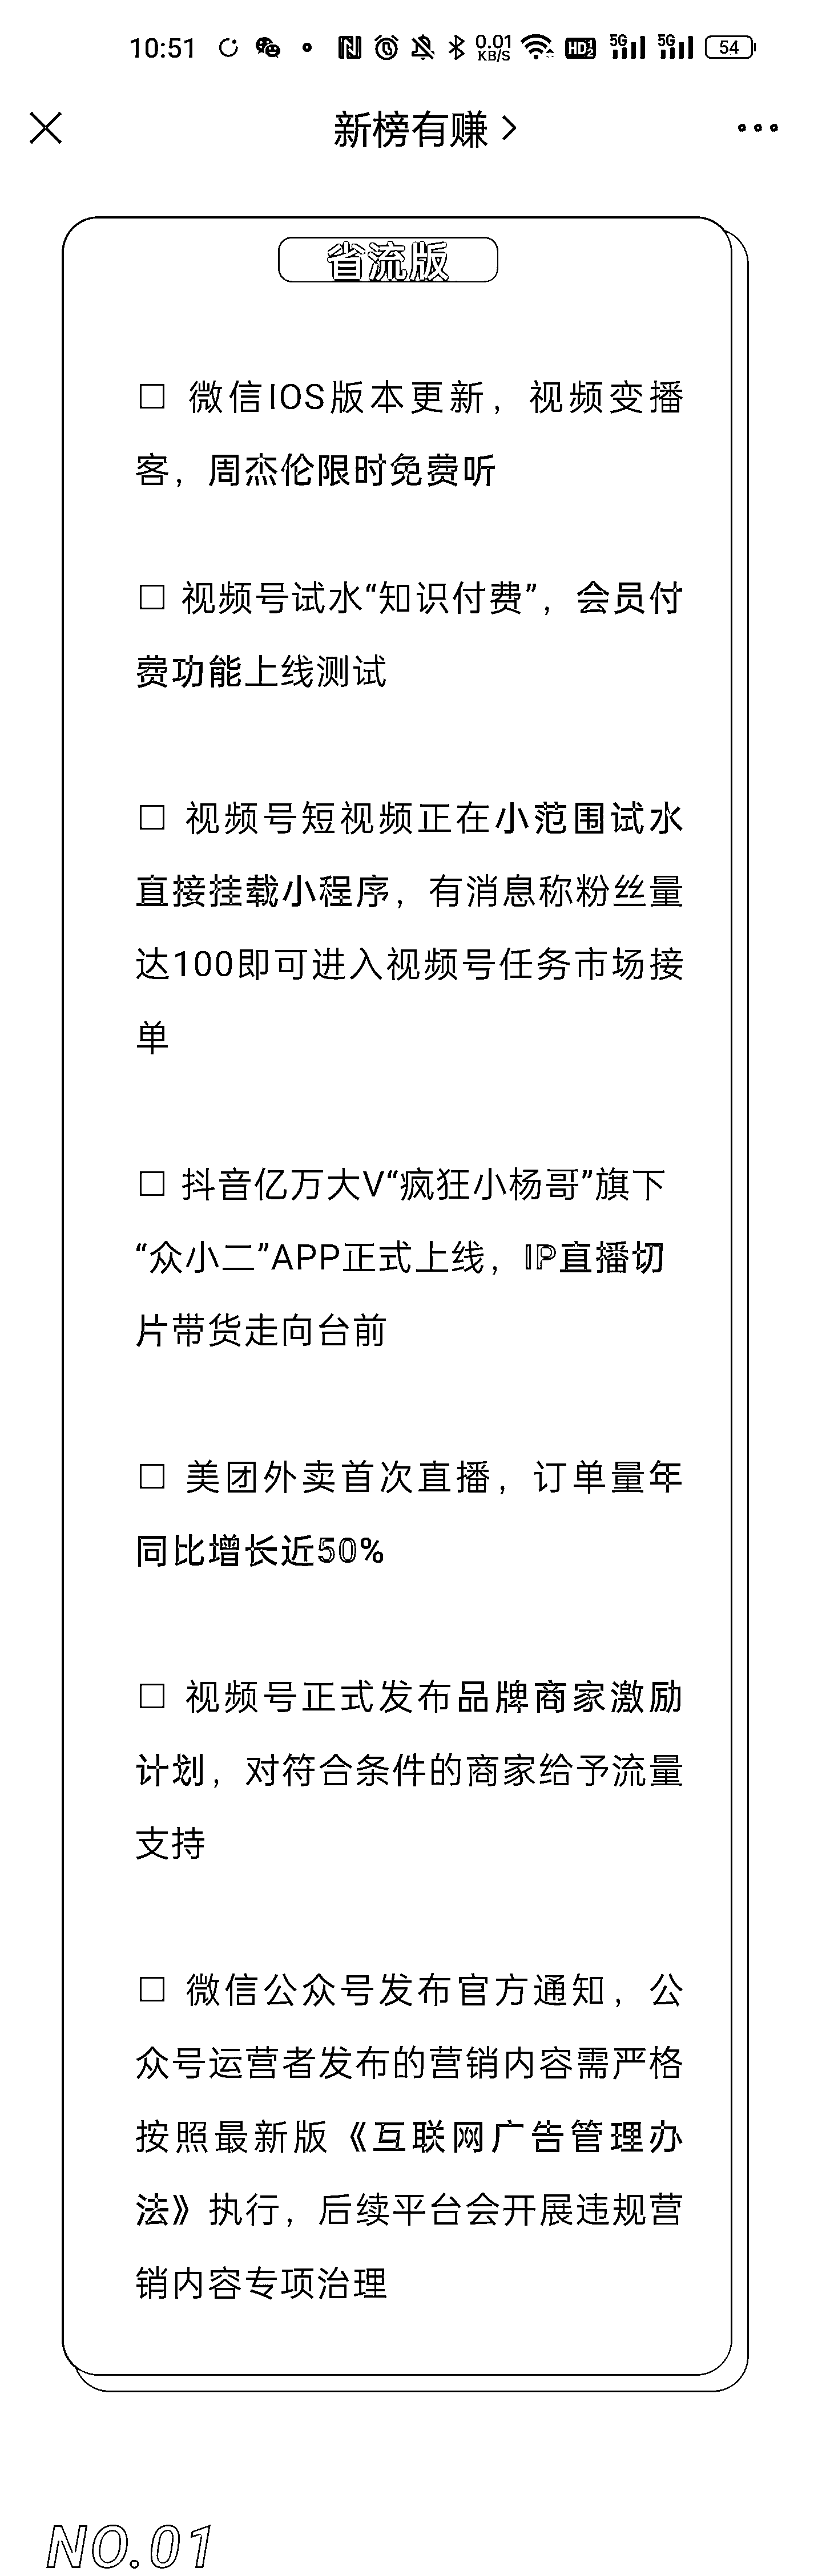 10:51 0.01 KB/S HD 1 2 5G 5G 54
新榜有赚
省流版
□ 微信IOS版本更新，视频变播
客，周杰伦限时免费听
□ 视频号试水“知识付费”，会员付
费功能上线测试
□ 视频号短视频正在小范围试水
直接挂载小程序，有消息称粉丝量
达100即可进入视频号任务市场接
单
□ 抖音亿万大V“疯狂小杨哥”旗下
“众小二”APP正式上线，IP直播切
片带货走向台前
□ 美团外卖首次直播，订单量年
同比增长近50%
□ 视频号正式发布品牌商家激励
计划，对符合条件的商家给予流量
支持
□ 微信公众号发布官方通知，公
众号运营者发布的营销内容需严格
按照最新版《互联网广告管理办
法》执行，后续平台会开展违规营
销内容专项治理
NO.01